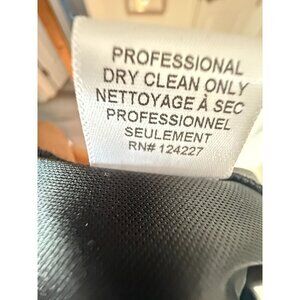 PROFESSIONAL
DRY CLEAN ONLY
NETTOYAGE À SEC
PROFESSIONNEL
SEULEMENT
RN# 124227